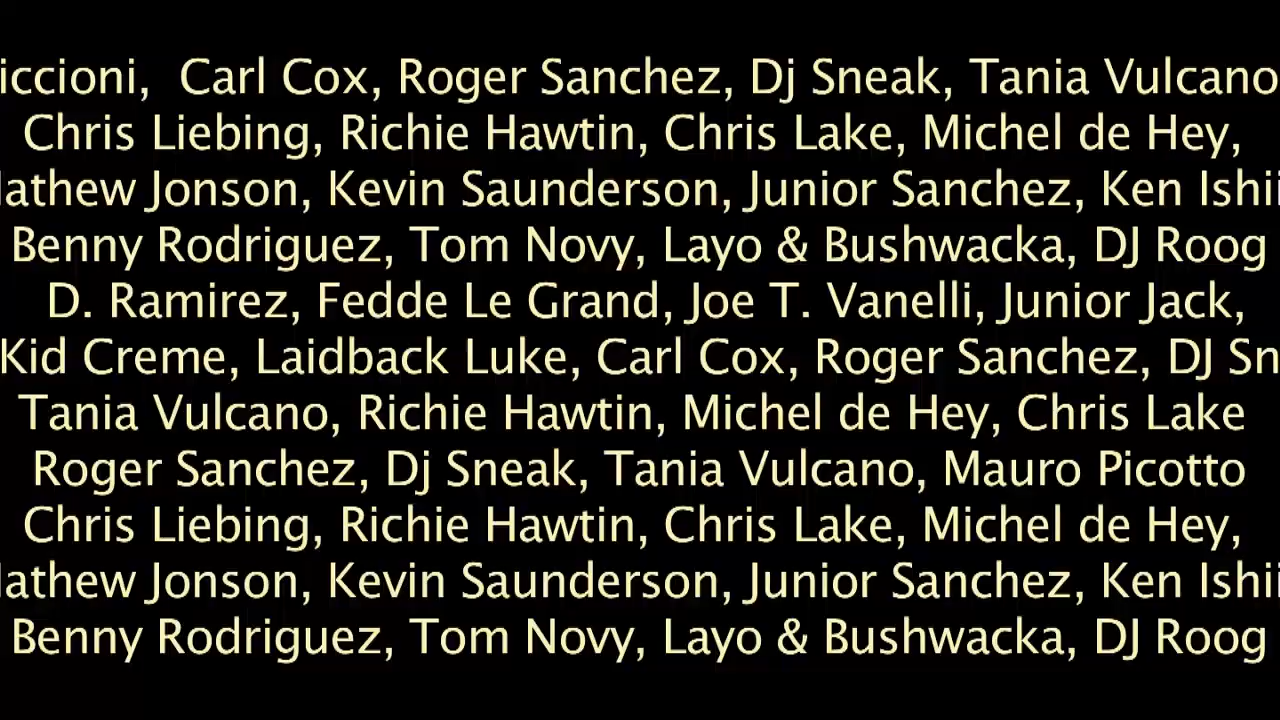 iccioni, Carl Cox, Roger Sanchez, Dj Sneak, Tania Vulcano
Chris Liebing, Richie Hawtin, Chris Lake, Michel de Hey,
athew Jonson, Kevin Saunderson, Junior Sanchez, Ken Ishii
Benny Rodriguez, Tom Novy, Layo & Bushwacka, DJ Roog
D. Ramirez, Fedde Le Grand, Joe T. Vanelli, Junior Jack,
Kid Creme, Laidback Luke, Carl Cox, Roger Sanchez, DJ Sn
Tania Vulcano, Richie Hawtin, Michel de Hey, Chris Lake
Roger Sanchez, Dj Sneak, Tania Vulcano, Mauro Picotto
Chris Liebing, Richie Hawtin, Chris Lake, Michel de Hey,
athew Jonson, Kevin Saunderson, Junior Sanchez, Ken Ishii
Benny Rodriguez, Tom Novy, Layo & Bushwacka, DJ Roog